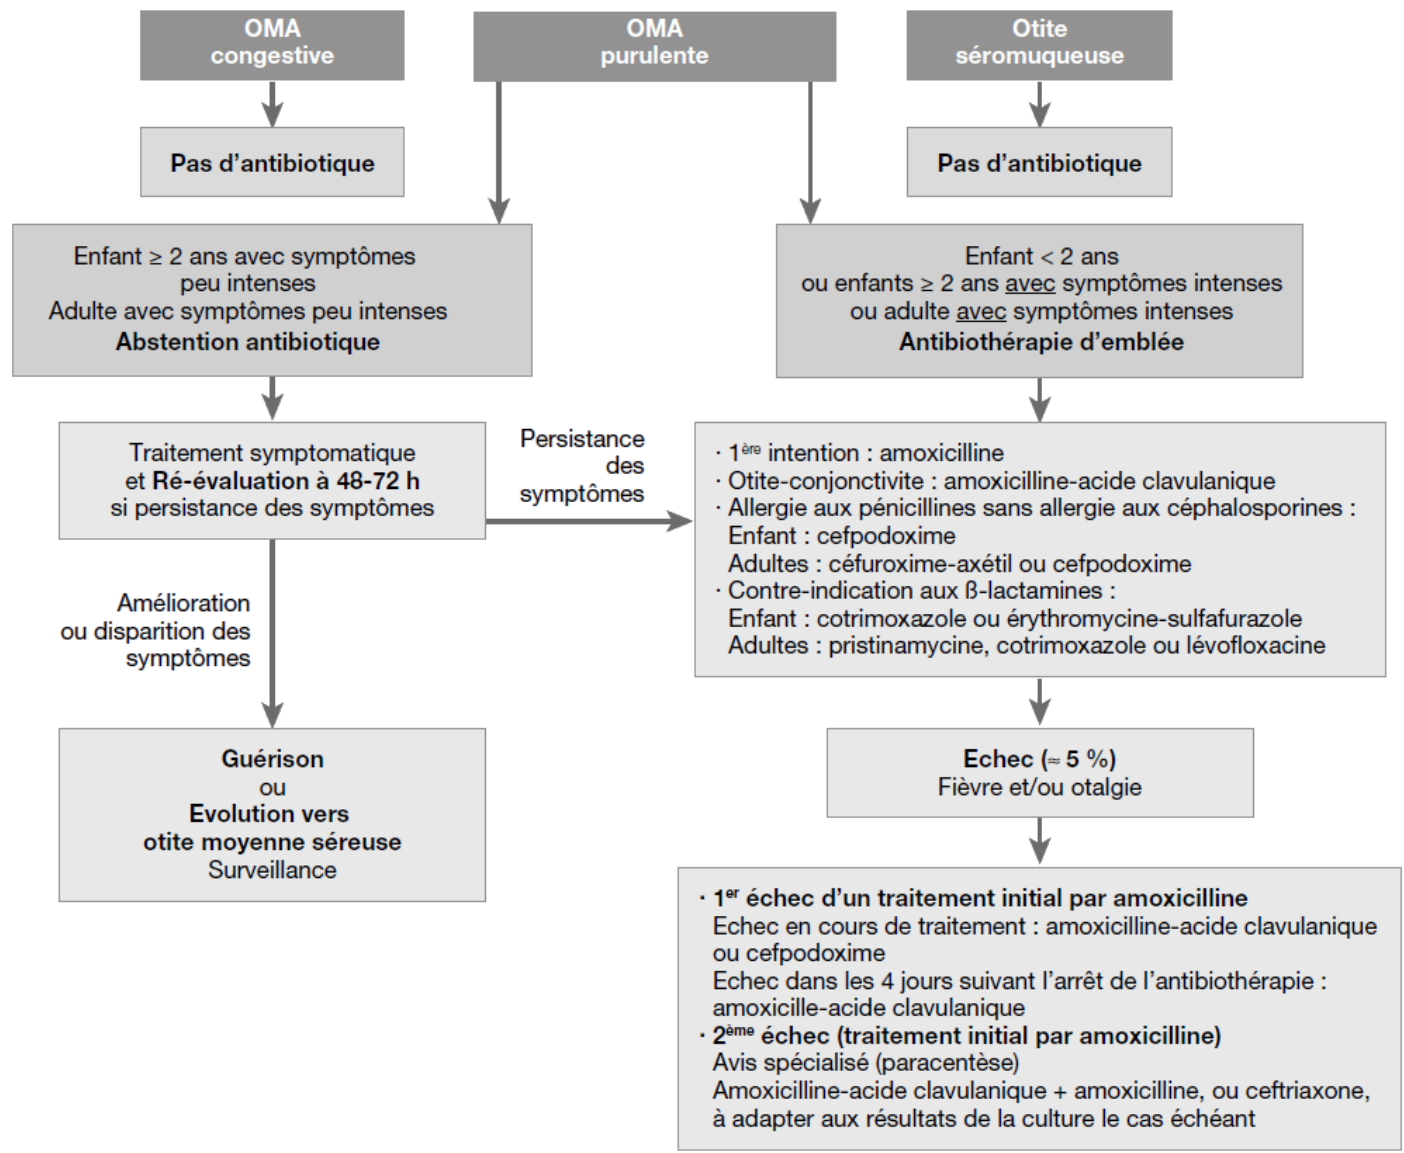 OMA
congestive
OMA
purulente
Otite
séromuqueuse
Pas d'antibiotique
Pas d'antibiotique
Enfant ≥ 2 ans avec symptômes
peu intenses
Adulte avec symptômes peu intenses
Abstention antibiotique
Enfant < 2 ans
ou enfants ≥ 2 ans avec symptômes intenses
ou adulte avec symptômes intenses
Antibiothérapie d'emblée
Traitement symptomatique
et Ré-évaluation à 48-72 h
si persistance des symptômes
Persistance
des
symptômes
· 1ère intention : amoxicilline
· Otite-conjonctivite : amoxicilline-acide clavulanique
· Allergie aux pénicillines sans allergie aux céphalosporines :
Enfant : cefpodoxime
Adultes : céfuroxime-axétil ou cefpodoxime
· Contre-indication aux ß-lactamines :
Enfant : cotrimoxazole ou érythromycine-sulfafurazole
Adultes : pristinamycine, cotrimoxazole ou lévofloxacine
Amélioration
ou disparition des
symptômes
Guérison
ou
Evolution vers
otite moyenne séreuse
Surveillance
Echec (≈ 5 %)
Fièvre et/ou otalgie
· 1er échec d'un traitement initial par amoxicilline
Echec en cours de traitement : amoxicilline-acide clavulanique
ou cefpodoxime
Echec dans les 4 jours suivant l'arrêt de l'antibiothérapie :
amoxicille-acide clavulanique
· 2ème échec (traitement initial par amoxicilline)
Avis spécialisé (paracentèse)
Amoxicilline-acide clavulanique + amoxicilline, ou ceftriaxone,
à adapter aux résultats de la culture le cas échéant